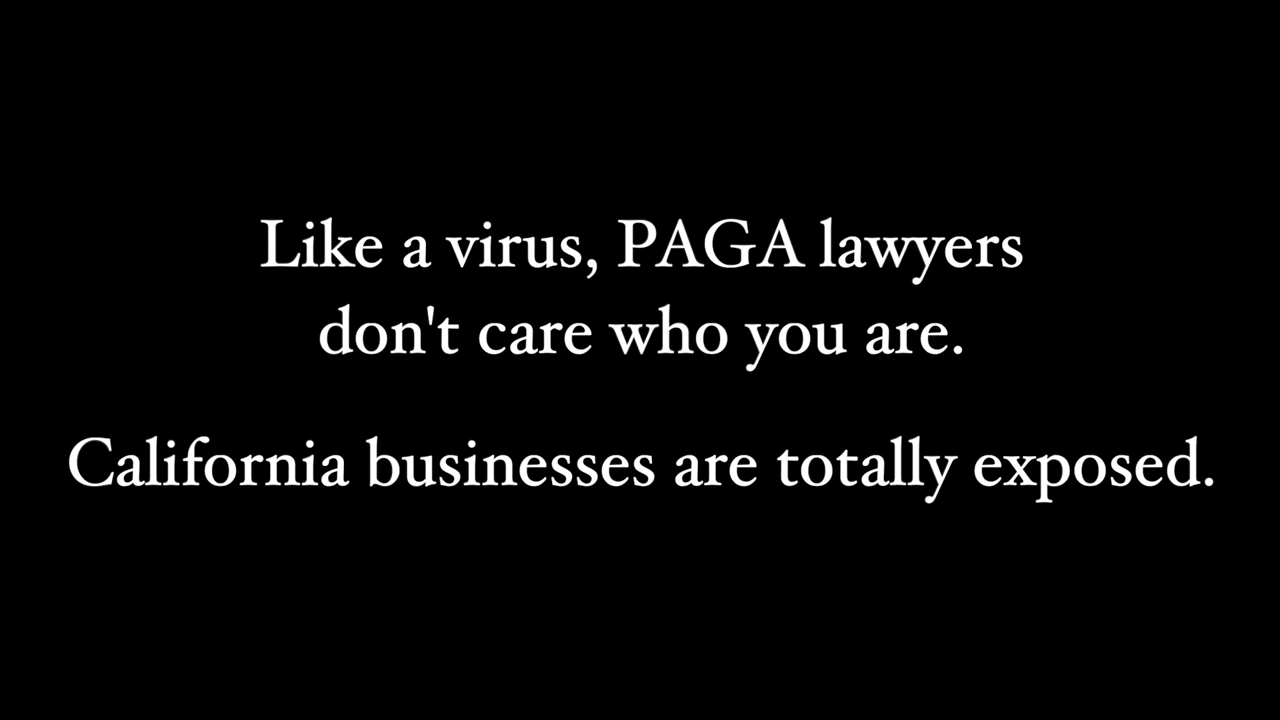 Like a virus, PAGA lawyers
don't care who you are.
California businesses are totally exposed.